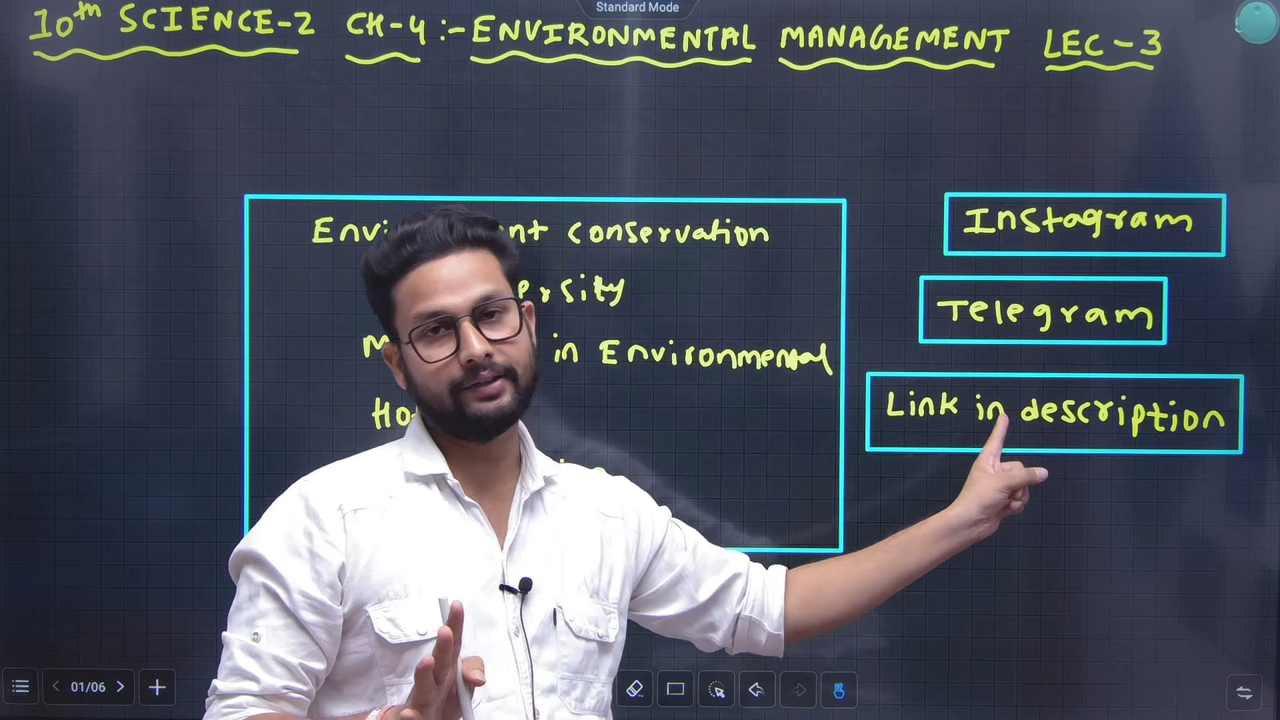 Standard Mode
10th SCIENCE-2 CH-4 :- ENVIRONMENTAL MANAGEMENT LEC-3
conservation
in Environmental
Instagram
Telegram
Link in description
01/06